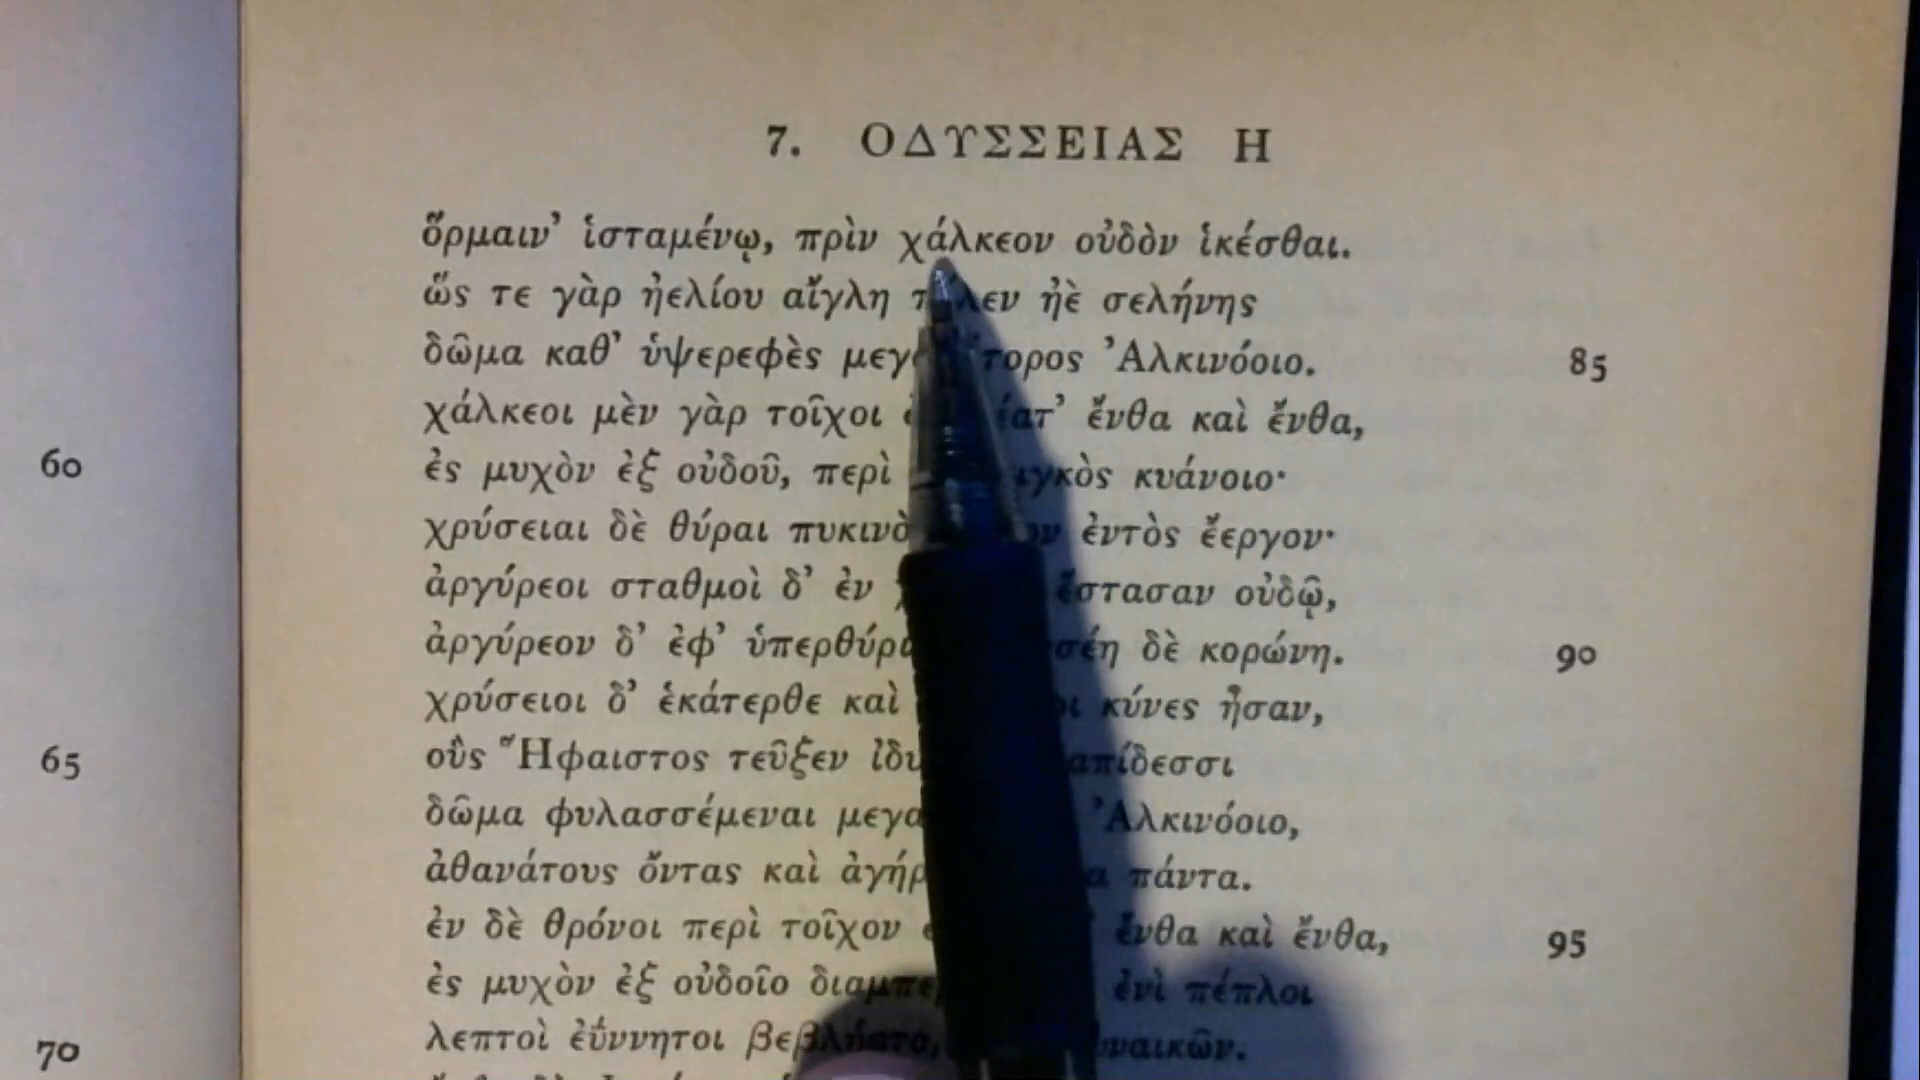 7. ΟΔΥΣΣΕΙΑΣ Η
ὅρμαιν' ἱσταμένῳ, πρὶν χάλκεον οὐδὸν ἱκέσθαι.
ὥς τε γὰρ ἠελίου αἴγλη ἠὲ σελήνης
δῶμα καθ' ὑψερεφὲς Ἀλκινόοιο. 85
χάλκεοι μὲν γὰρ τοῖχοι ἔνθα καὶ ἔνθα,
60
ἐς μυχὸν ἐξ οὐδοῦ, περὶ κυάνοιο·
χρύσειαι δὲ θύραι ἐντὸς ἔεργον·
ἀργύρεοι σταθμοὶ δ' ἐν ἕστασαν οὐδῷ,
ἀργύρεον δ' ἐφ' δὲ κορώνη. 90
χρύσειοι δ' ἑκάτερθε καὶ κύνες ἦσαν,
65
οὓς Ἥφαιστος τεῦξεν
δῶμα φυλασσέμεναι Ἀλκινόοιο,
ἀθανάτους ὄντας καὶ πάντα.
ἐν δὲ θρόνοι περὶ τοῖχον ἔνθα καὶ ἔνθα, 95
ἐς μυχὸν ἐξ οὐδοῖο ἐνὶ πέπλοι
70
λεπτοὶ ἐΰννητοι βεβλήατο,